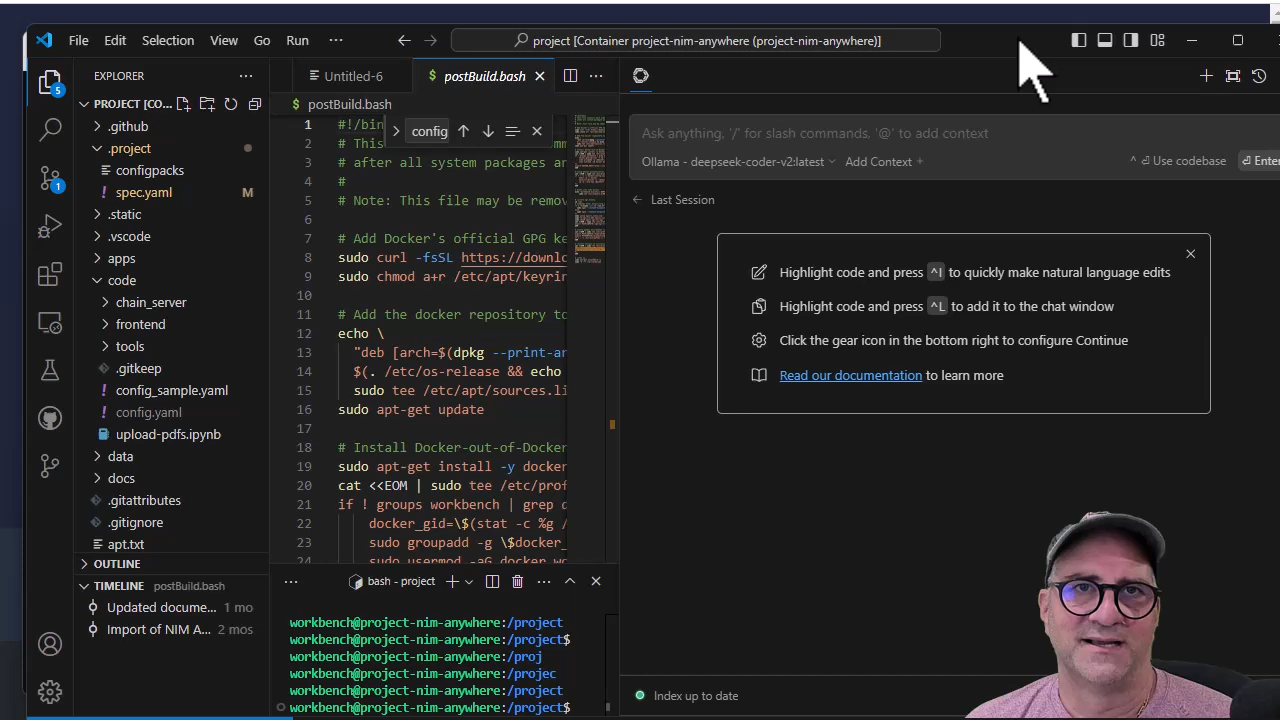 File Edit Selection View Go Run ··· project [Container project-nim-anywhere (project-nim-anywhere)]
EXPLORER ···
PROJECT [CO...
.github
.project
configpacks
spec.yaml M
.static
.vscode
apps
code
chain_server
frontend
tools
.gitkeep
config_sample.yaml
config.yaml
upload-pdfs.ipynb
data
docs
.gitattributes
.gitignore
apt.txt
OUTLINE
TIMELINE postBuild.bash
Updated docume... 1 mo
Import of NIM A... 2 mos
5
1
Untitled-6 $ postBuild.bash ···
$ postBuild.bash
config
1 #!/bin
2 # This
3 # after all system packages an
4 #
5 # Note: This file may be remov
6
7 # Add Docker's official GPG ke
8 sudo curl -fsSL https://downlo
9 sudo chmod a+r /etc/apt/keyrin
10
11 # Add the docker repository to
12 echo \
13 "deb [arch=$(dpkg --print-ar
14 $(. /etc/os-release && echo
15 sudo tee /etc/apt/sources.li
16 sudo apt-get update
17
18 # Install Docker-out-of-Docker
19 sudo apt-get install -y docker
20 cat <<EOM | sudo tee /etc/prof
21 if ! groups workbench | grep d
22 docker_gid=\$(stat -c %g /
23 sudo groupadd -g \$docker_
24 sudo usermod -aG docker wo
··· bash - project ···
workbench@project-nim-anywhere:/project
workbench@project-nim-anywhere:/project$
workbench@project-nim-anywhere:/proj
workbench@project-nim-anywhere:/projec
workbench@project-nim-anywhere:/project
workbench@project-nim-anywhere:/project$
Ask anything, '/' for slash commands, '@' to add context
Ollama - deepseek-coder-v2:latest Add Context + ^ ⏎ Use codebase ⏎ Enter
Last Session
Highlight code and press ^I to quickly make natural language edits
Highlight code and press ^L to add it to the chat window
Click the gear icon in the bottom right to configure Continue
Read our documentation to learn more
Index up to date